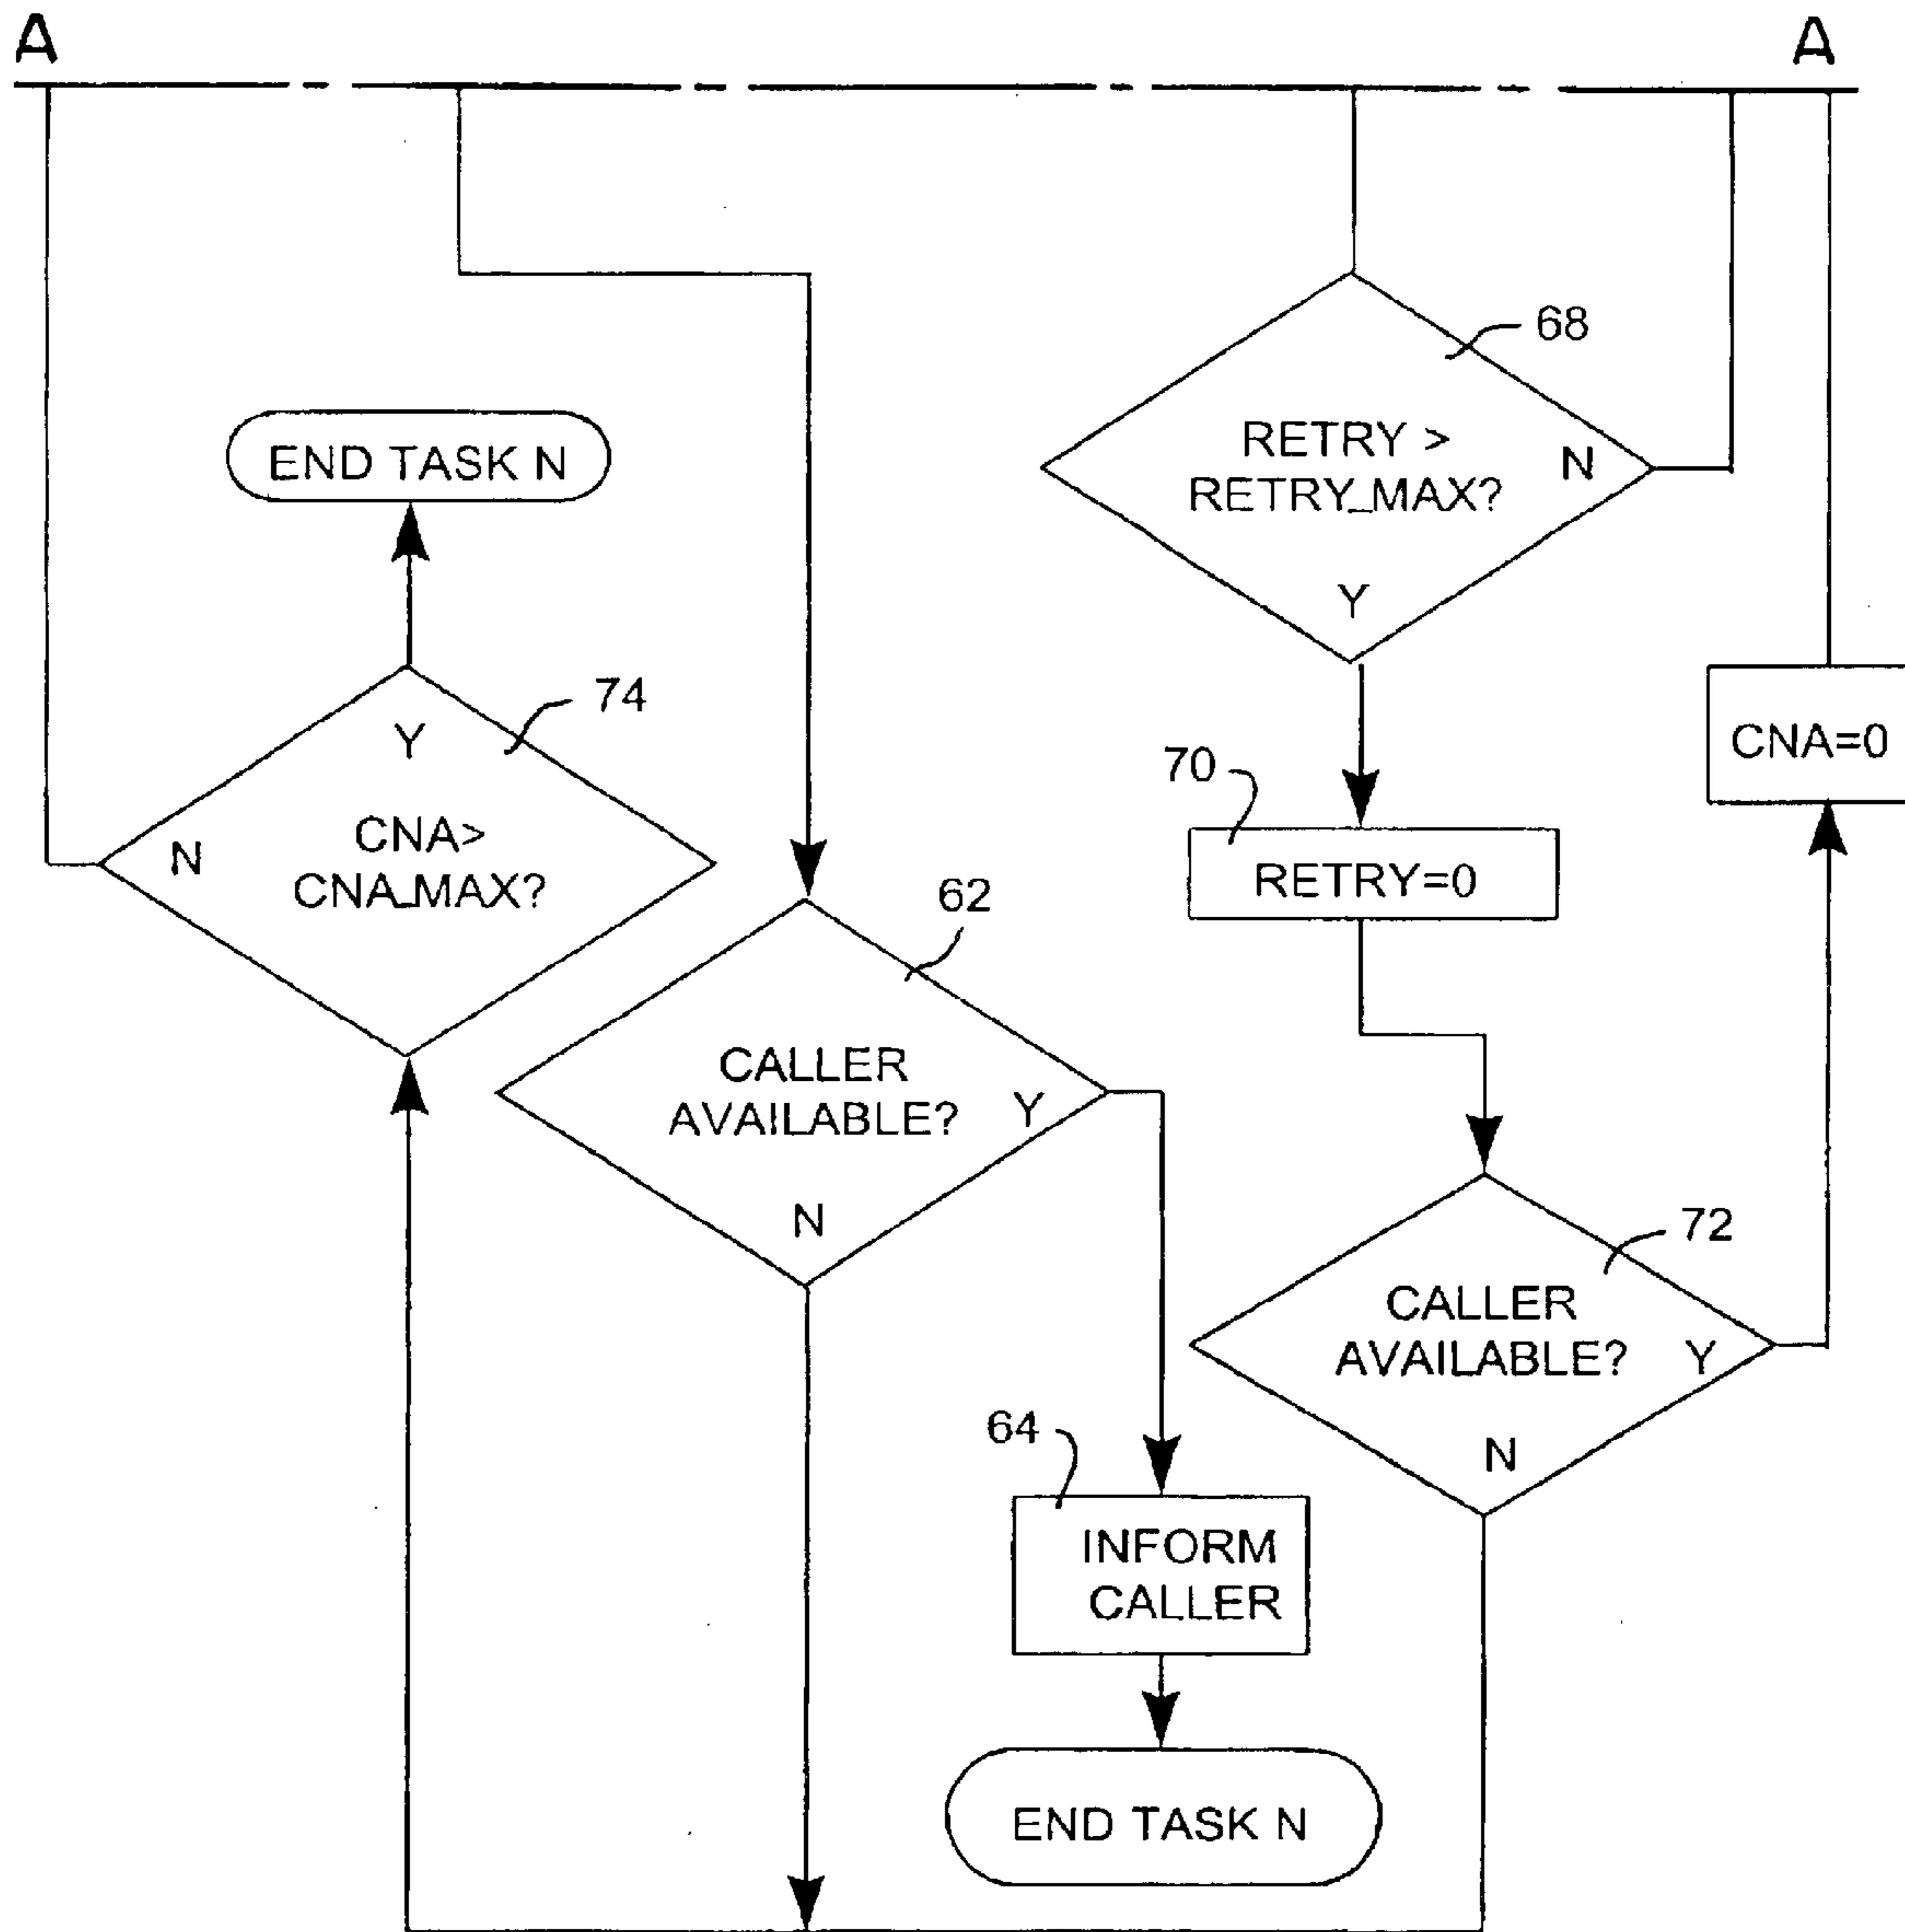 A
A
68
RETRY >
RETRY_MAX?
N
Y
END TASK N
74
Y
CNA>
CNA_MAX?
N
CNA=0
70
RETRY=0
62
CALLER
AVAILABLE?
Y
N
72
CALLER
AVAILABLE?
Y
N
64
INFORM
CALLER
END TASK N